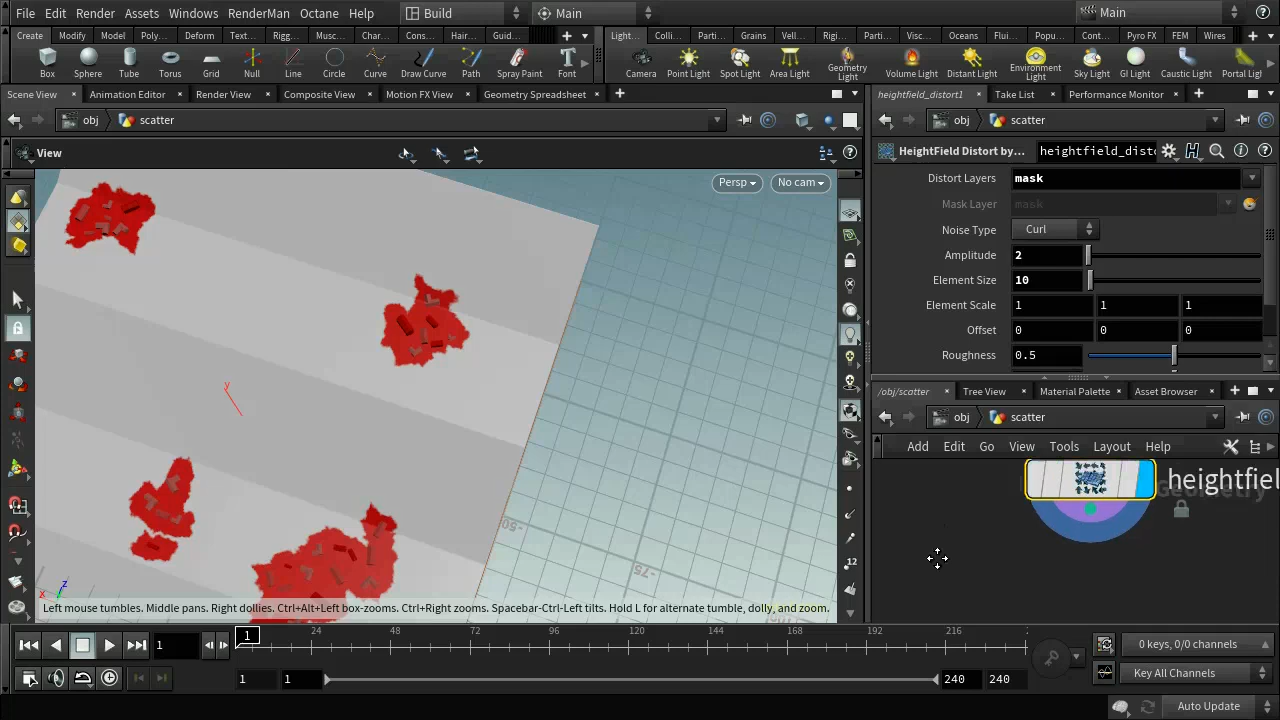 File Edit Render Assets Windows RenderMan Octane Help Build Main Main
Create Modify Model Poly... Deform Text... Rigg... Musc... Char... Cons... Hair... Guid... Light... Colli... Parti... Grains Vell... Rigi... Parti... Visc... Oceans Flui... Popu... Cont... Pyro FX FEM Wires
Box Sphere Tube Torus Grid Null Line Circle Curve Draw Curve Path Spray Paint Font Camera Point Light Spot Light Area Light Geometry Light Volume Light Distant Light Environment Light Sky Light GI Light Caustic Light Portal Ligl
Scene View Animation Editor Render View Composite View Motion FX View Geometry Spreadsheet heightfield_distort1 Take List Performance Monitor
obj scatter obj scatter
View HeightField Distort by... heightfield_distc
Persp No cam
Distort Layers mask
Mask Layer mask
Noise Type Curl
Amplitude 2
Element Size 10
Element Scale 1 1 1
Offset 0 0 0
Roughness 0.5
/obj/scatter Tree View Material Palette Asset Browser
obj scatter
Add Edit Go View Tools Layout Help
heightfiel
Geometry
y
-50
-75
12
x z
Left mouse tumbles. Middle pans. Right dollies. Ctrl+Alt+Left box-zooms. Ctrl+Right zooms. Spacebar-Ctrl-Left tilts. Hold L for alternate tumble, dolly, and zoom.
1 1 24 48 72 96 120 144 168 192 216 0 keys, 0/0 channels
1 1 240 240 Key All Channels
Auto Update